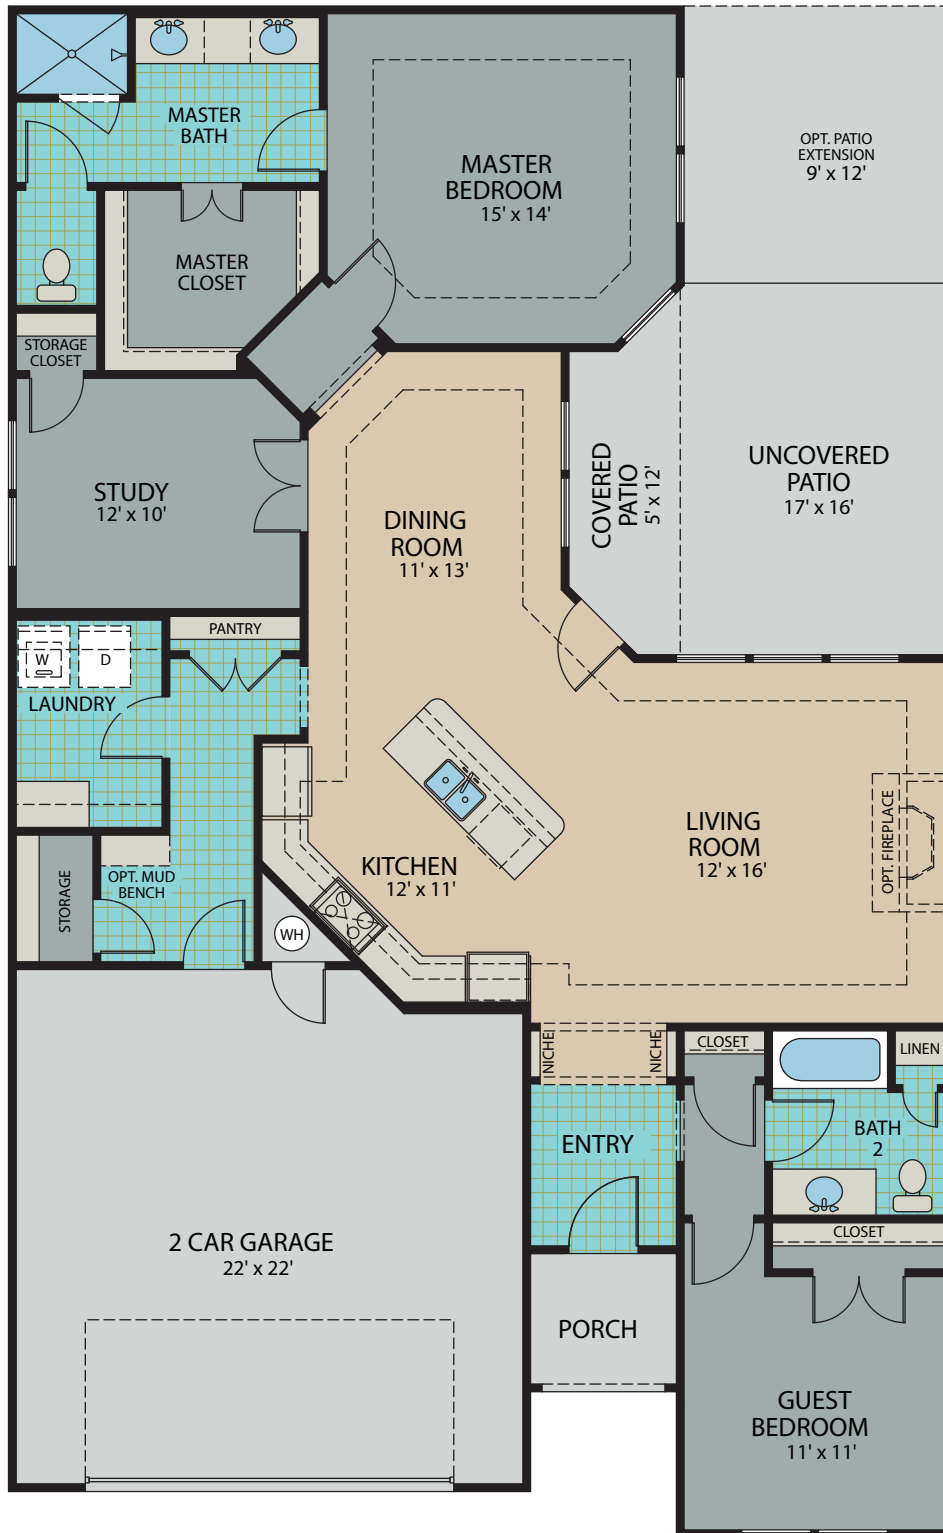 MASTER
BATH
MASTER
BEDROOM
15' x 14'
OPT. PATIO
EXTENSION
9' x 12'
MASTER
CLOSET
STORAGE
CLOSET
STUDY
12' x 10'
DINING
ROOM
11' x 13'
COVERED
PATIO
5' x 12'
UNCOVERED
PATIO
17' x 16'
PANTRY
W
D
LAUNDRY
KITCHEN
12' x 11'
LIVING
ROOM
12' x 16'
OPT. FIREPLACE
STORAGE
OPT. MUD
BENCH
WH
NICHE
NICHE
CLOSET
LINEN
ENTRY
BATH
2
CLOSET
2 CAR GARAGE
22' x 22'
PORCH
GUEST
BEDROOM
11' x 11'